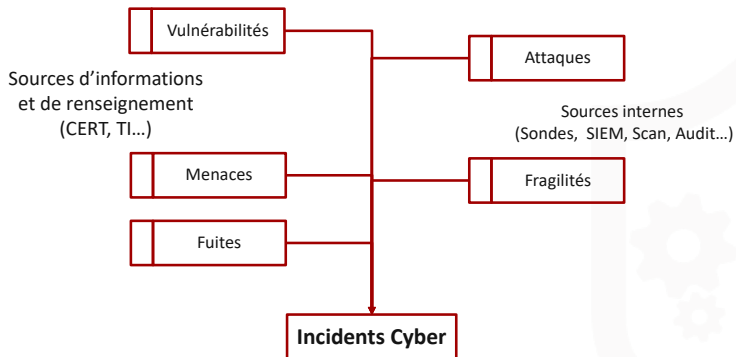 Vulnérabilités
Attaques
Sources d'informations
et de renseignement
(CERT, TI…)
Sources internes
(Sondes, SIEM, Scan, Audit…)
Menaces
Fragilités
Fuites
Incidents Cyber